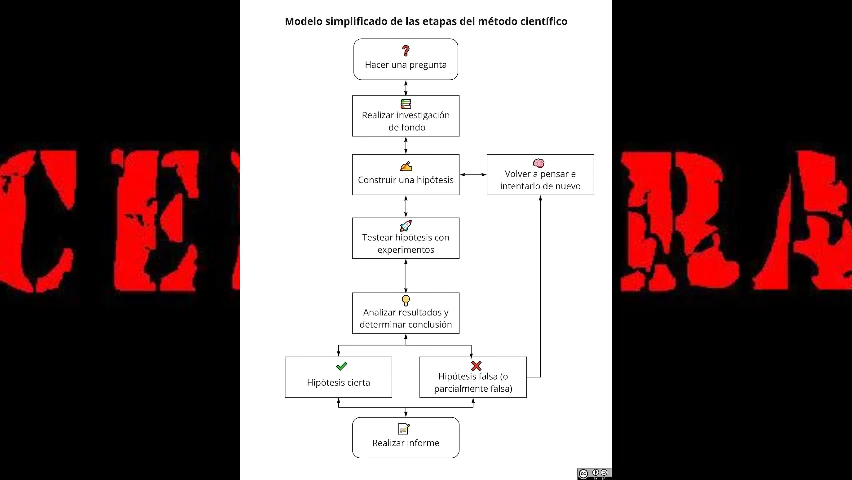 Modelo simplificado de las etapas del método científico
Hacer una pregunta
Realizar investigación
de fondo
Construir una hipótesis
Volver a pensar e
intentarlo de nuevo
Testear hipótesis con
experimentos
Analizar resultados y
determinar conclusión
Hipótesis cierta
Hipótesis falsa (o
parcialmente falsa)
Realizar informe